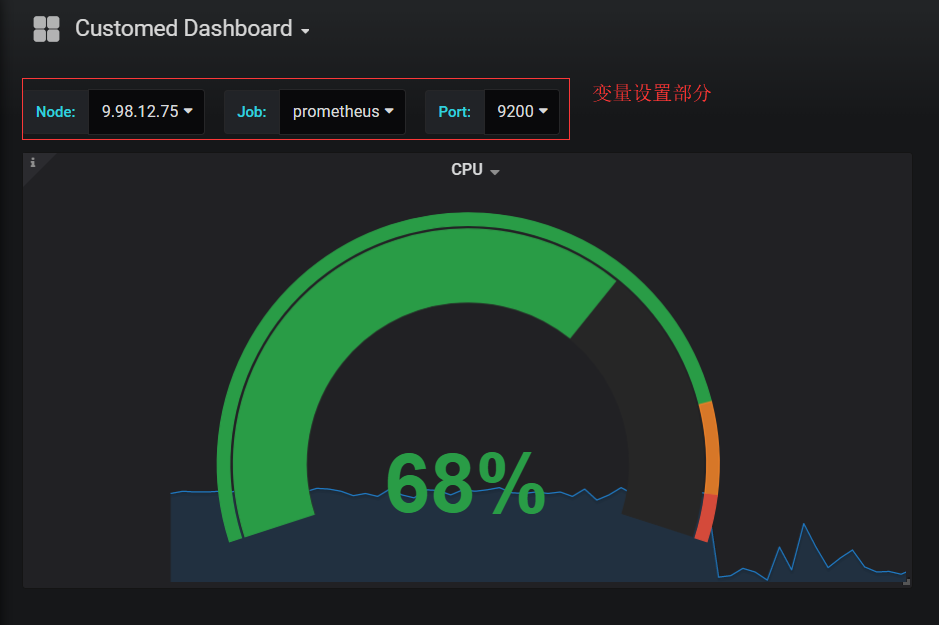 Customed Dashboard
Node: 9.98.12.75 Job: prometheus Port: 9200
变量设置部分
CPU
68%